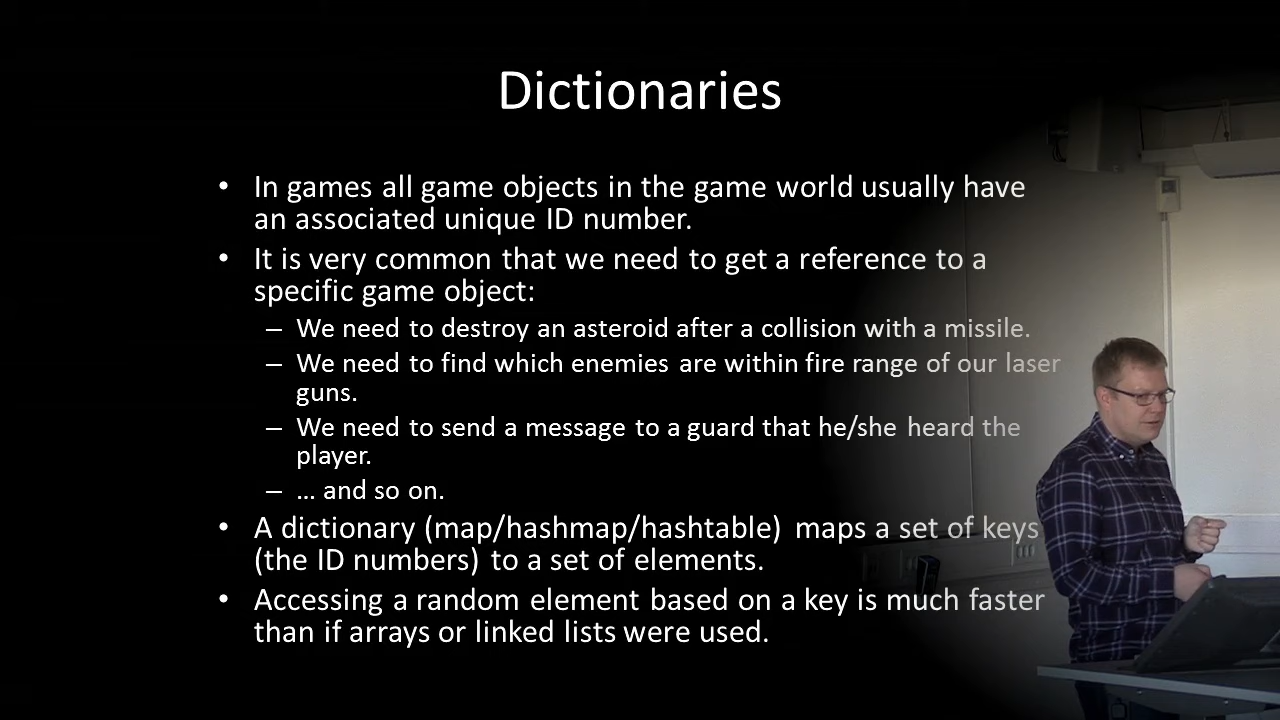 Dictionaries
• In games all game objects in the game world usually have
an associated unique ID number.
• It is very common that we need to get a reference to a
specific game object:
– We need to destroy an asteroid after a collision with a missile.
– We need to find which enemies are within fire range of our laser
guns.
– We need to send a message to a guard that he/she heard the
player.
– … and so on.
• A dictionary (map/hashmap/hashtable) maps a set of keys
(the ID numbers) to a set of elements.
• Accessing a random element based on a key is much faster
than if arrays or linked lists were used.